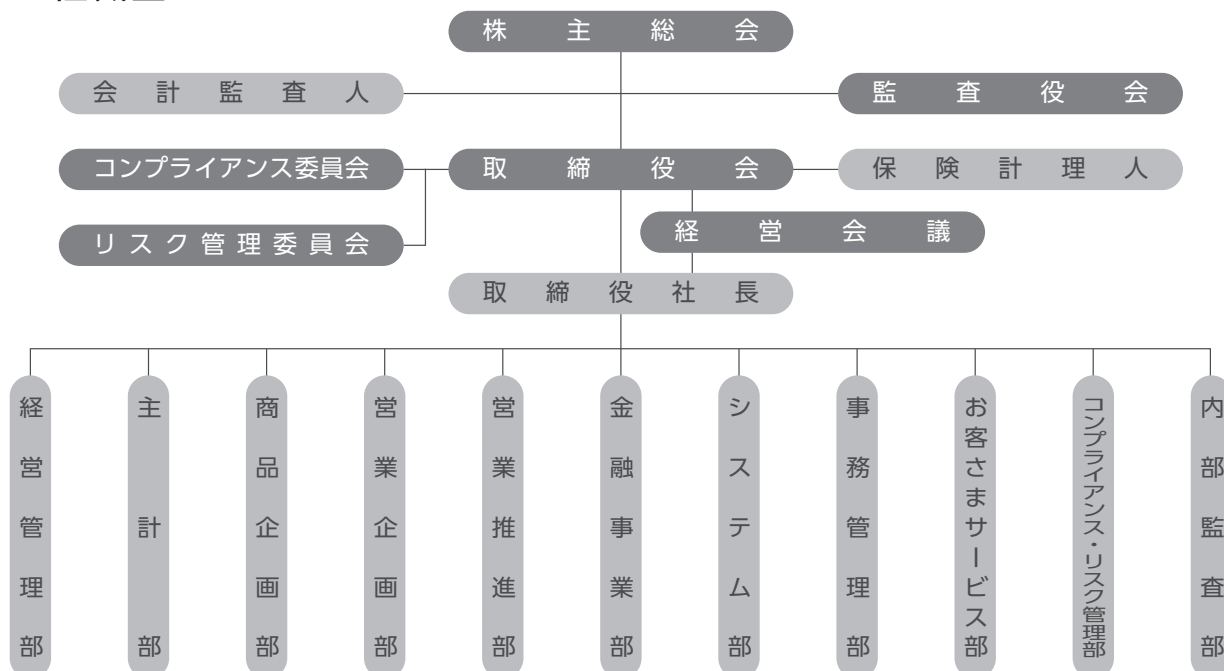 株主総会
会計監査人
監査役会
コンプライアンス委員会
取締役会
保険計理人
リスク管理委員会
経営会議
取締役社長
経営管理部
主計部
商品企画部
営業企画部
営業推進部
金融事業部
システム部
事務管理部
お客さまサービス部
コンプライアンス・リスク管理部
内部監査部